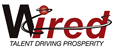 Wired
TALENT DRIVING PROSPERITY